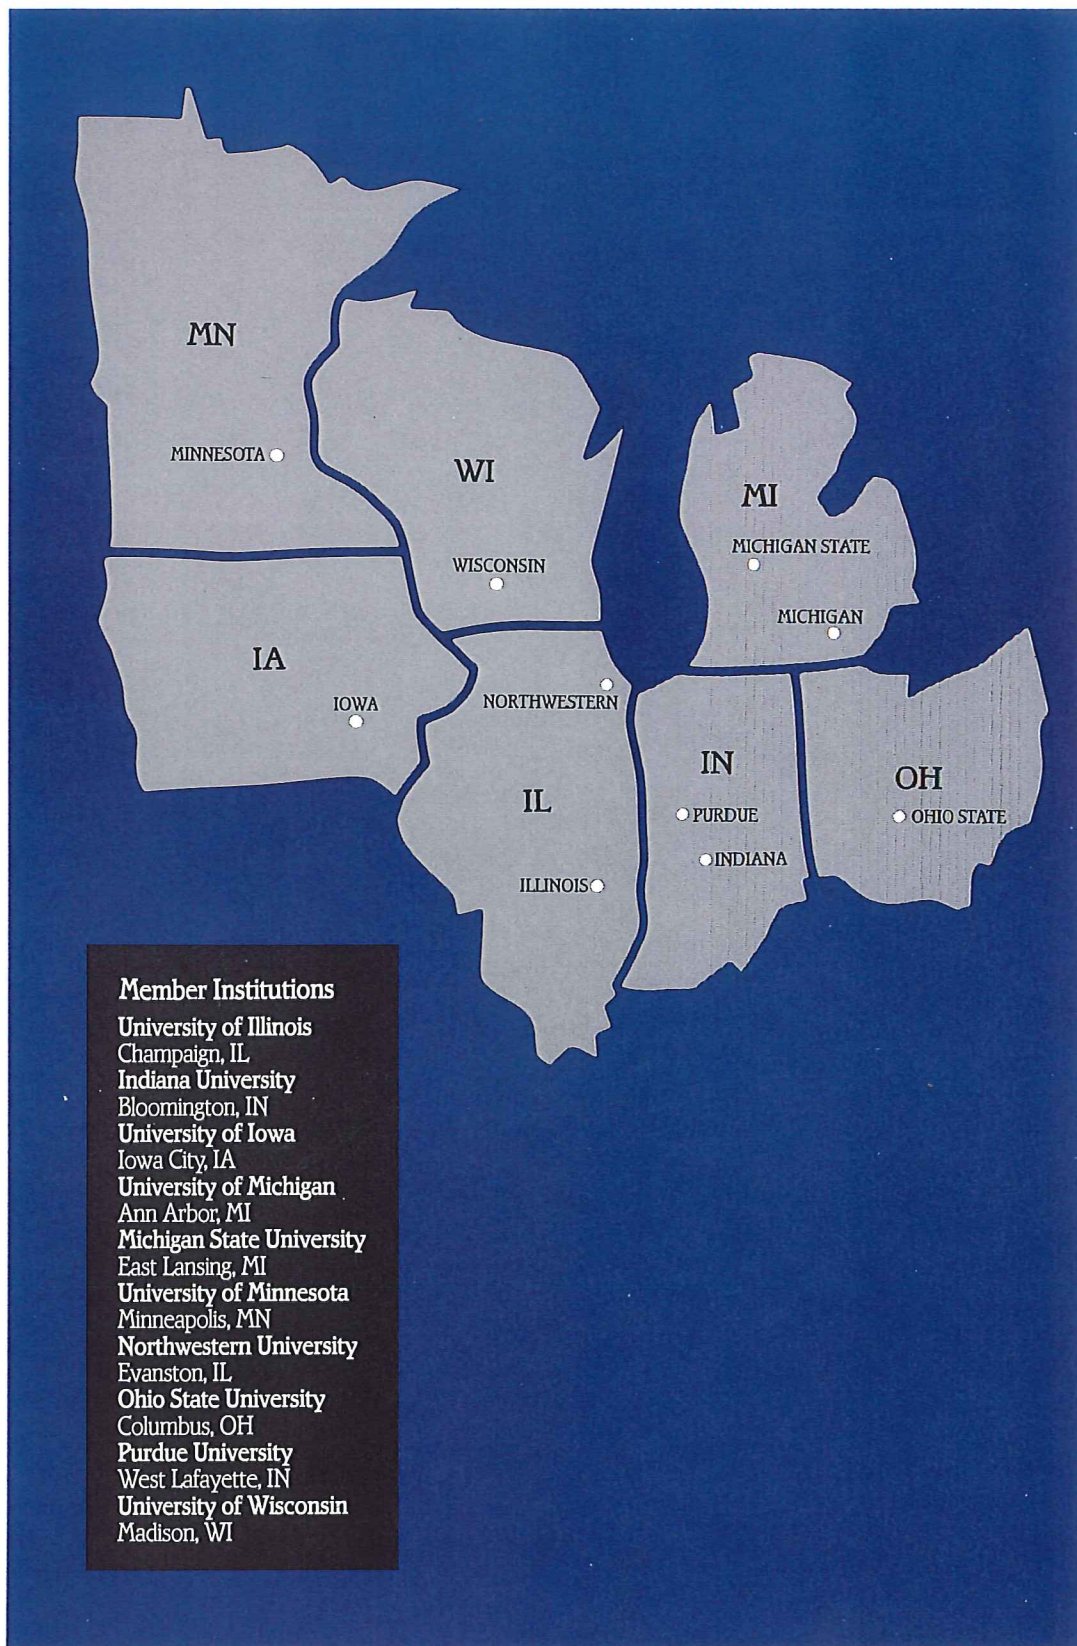 MN
MINNESOTA
WI
WISCONSIN
MI
MICHIGAN STATE
MICHIGAN
IA
IOWA
NORTHWESTERN
IL
ILLINOIS
IN
PURDUE
INDIANA
OH
OHIO STATE
Member Institutions
University of Illinois
Champaign, IL
Indiana University
Bloomington, IN
University of Iowa
Iowa City, IA
University of Michigan
Ann Arbor, MI
Michigan State University
East Lansing, MI
University of Minnesota
Minneapolis, MN
Northwestern University
Evanston, IL
Ohio State University
Columbus, OH
Purdue University
West Lafayette, IN
University of Wisconsin
Madison, WI